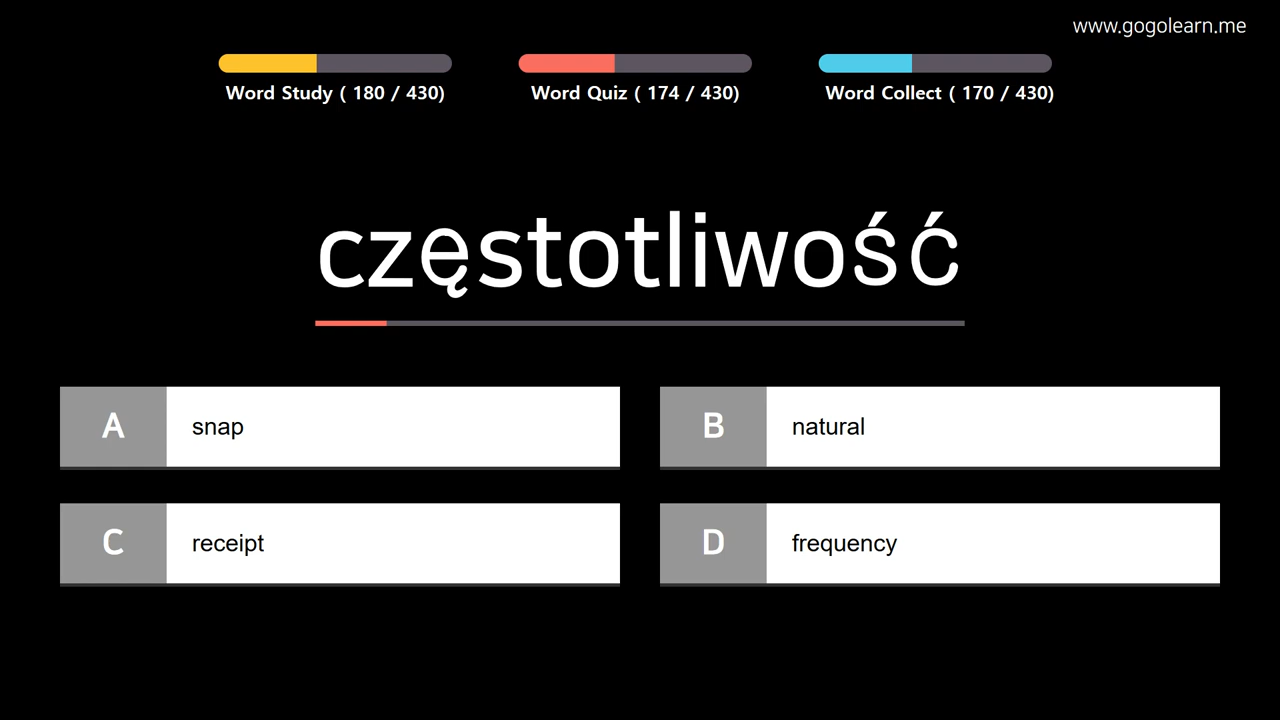 www.gogolearn.me
Word Study ( 180 / 430)
Word Quiz ( 174 / 430)
Word Collect ( 170 / 430)
częstotliwość
A snap
B natural
C receipt
D frequency